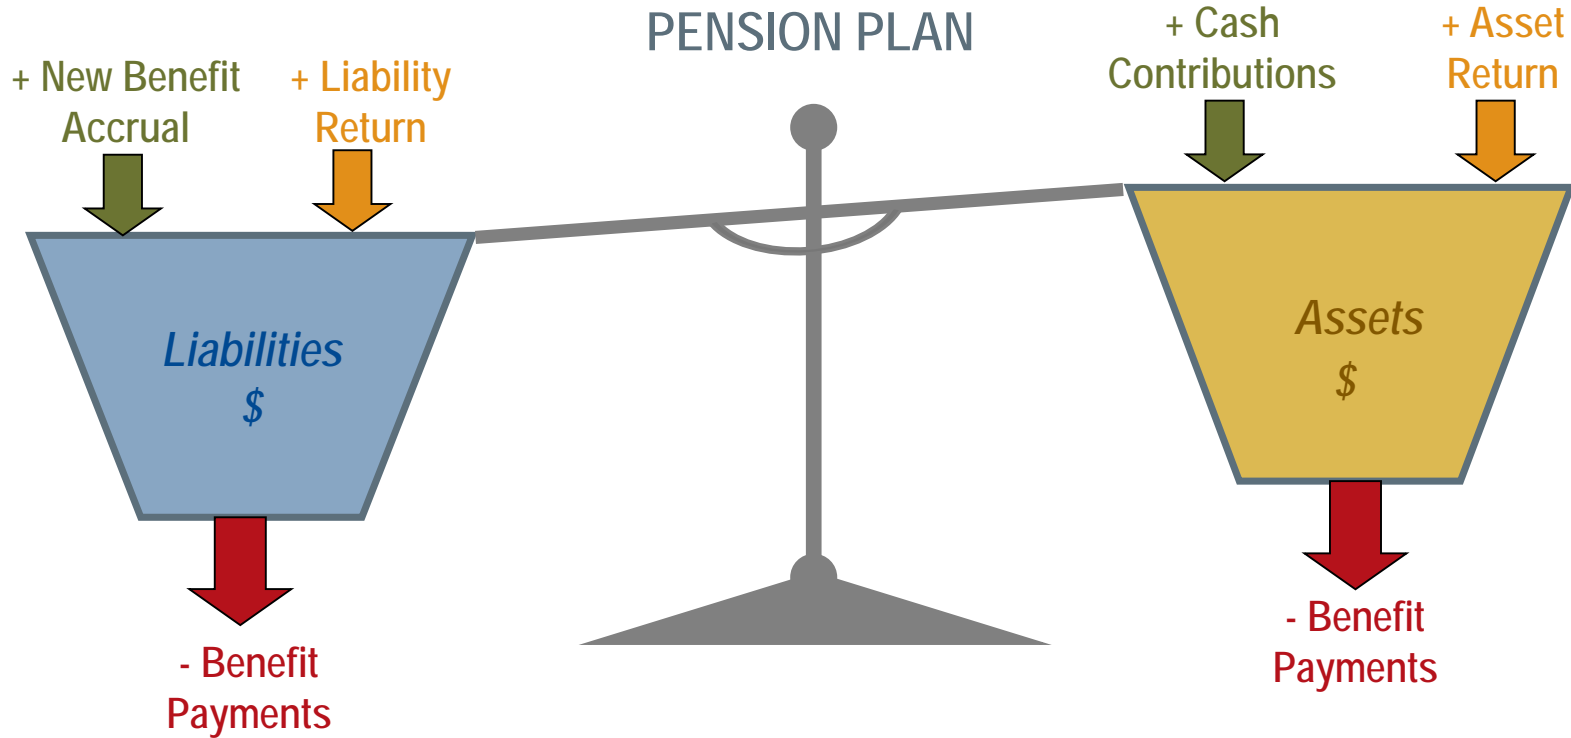 PENSION PLAN
+ New Benefit
Accrual
+ Liability
Return
+ Cash
Contributions
+ Asset
Return
Liabilities
$
Assets
$
- Benefit
Payments
- Benefit
Payments